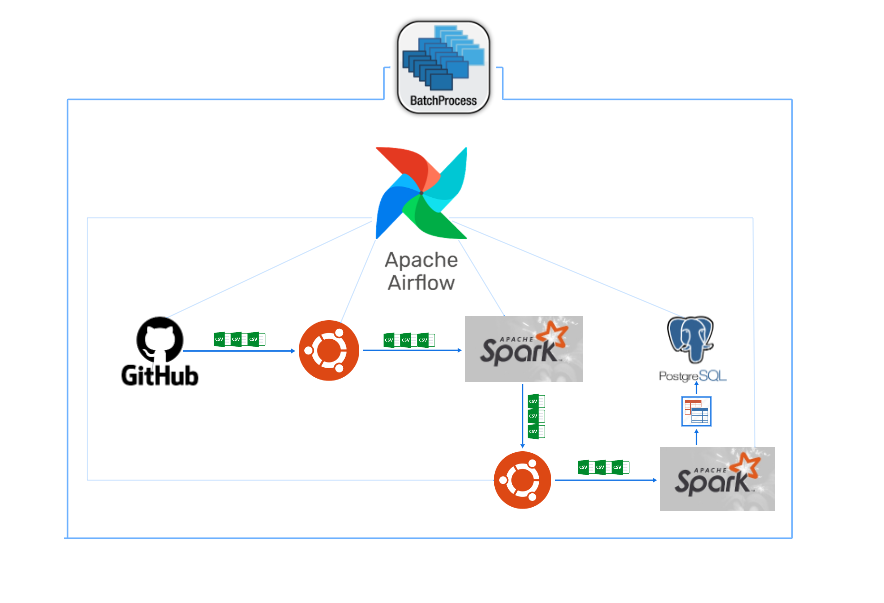 BatchProcess
Apache
Airflow
CSV CSV CSV
CSV CSV CSV
GitHub
APACHE
Spark
PostgreSQL
CSV
CSV
CSV
CSV CSV CSV
APACHE
Spark